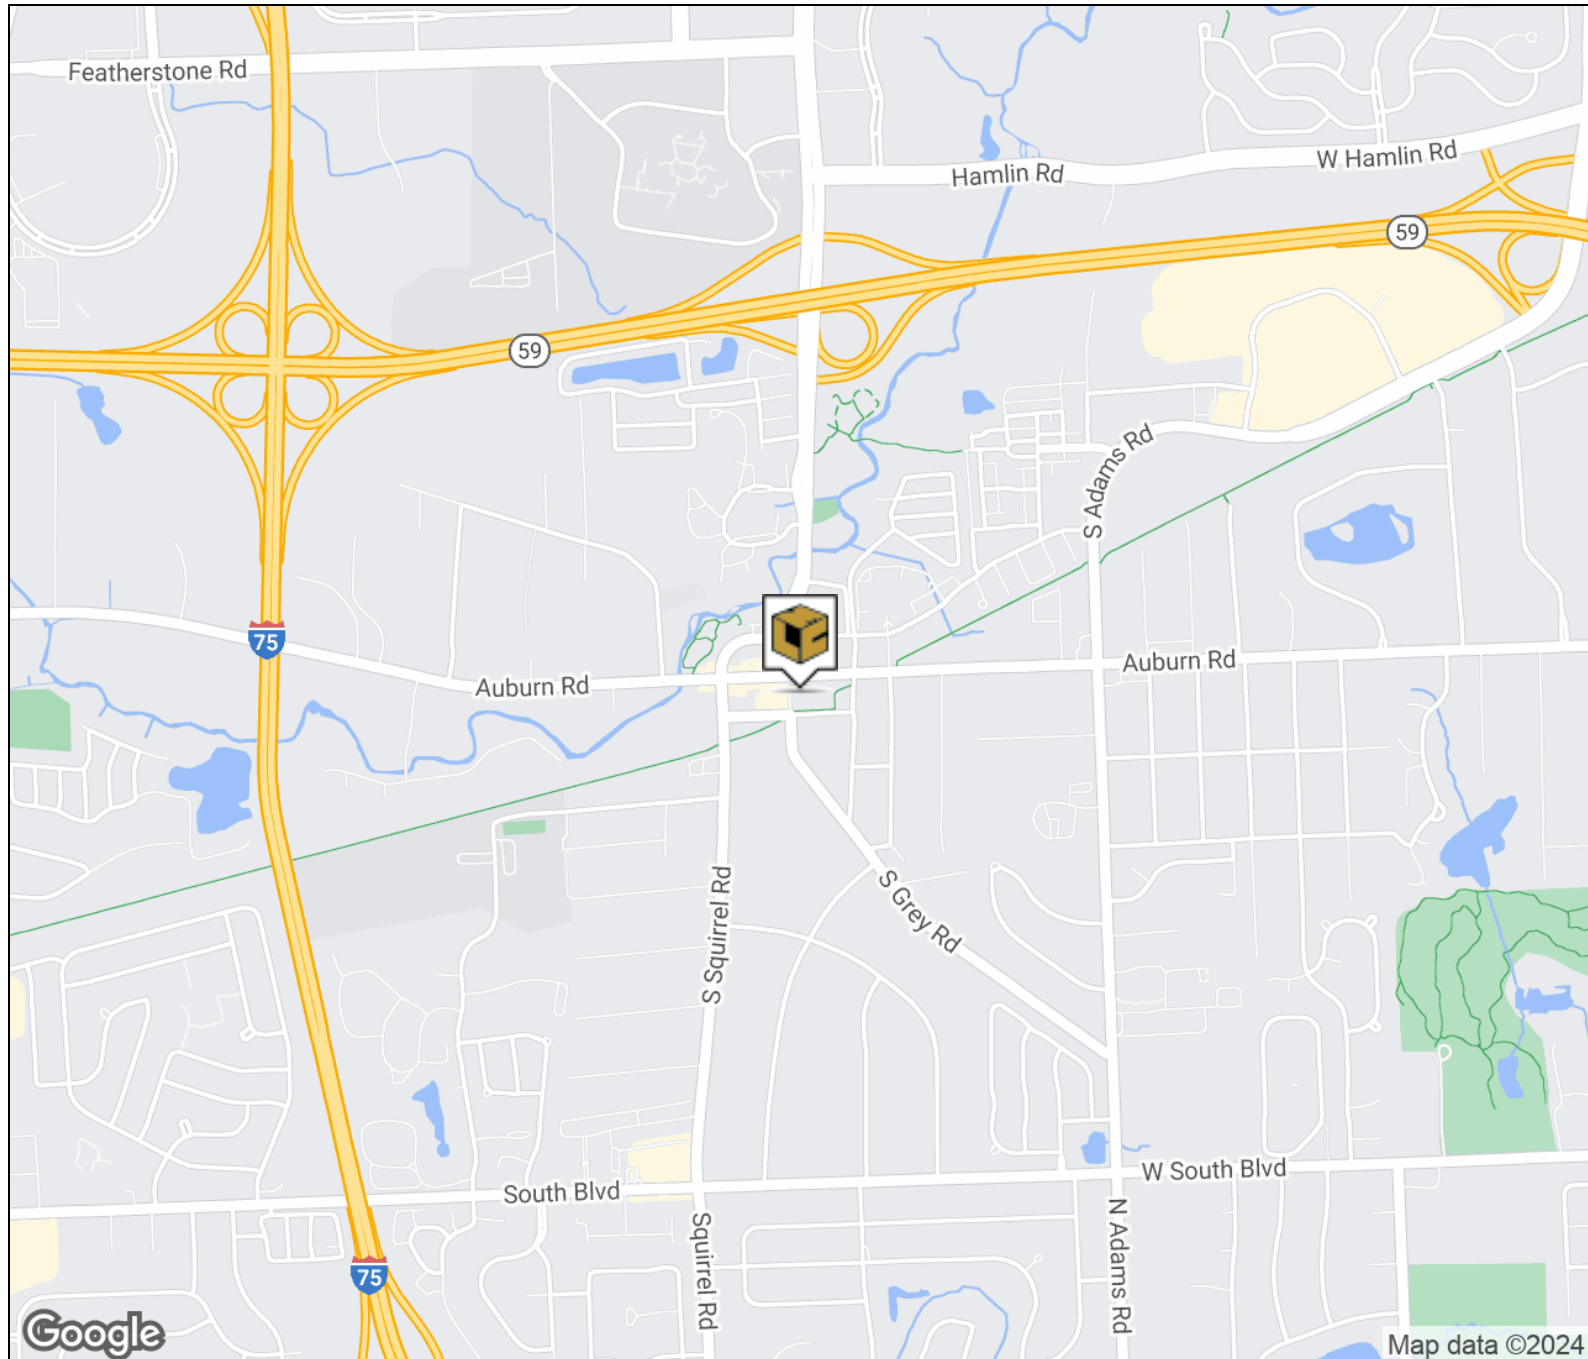 Featherstone Rd
Hamlin Rd
W Hamlin Rd
59
59
S Adams Rd
75
Auburn Rd
Auburn Rd
S Squirrel Rd
S Grey Rd
South Blvd
W South Blvd
Squirrel Rd
N Adams Rd
75
Google
Map data ©2024